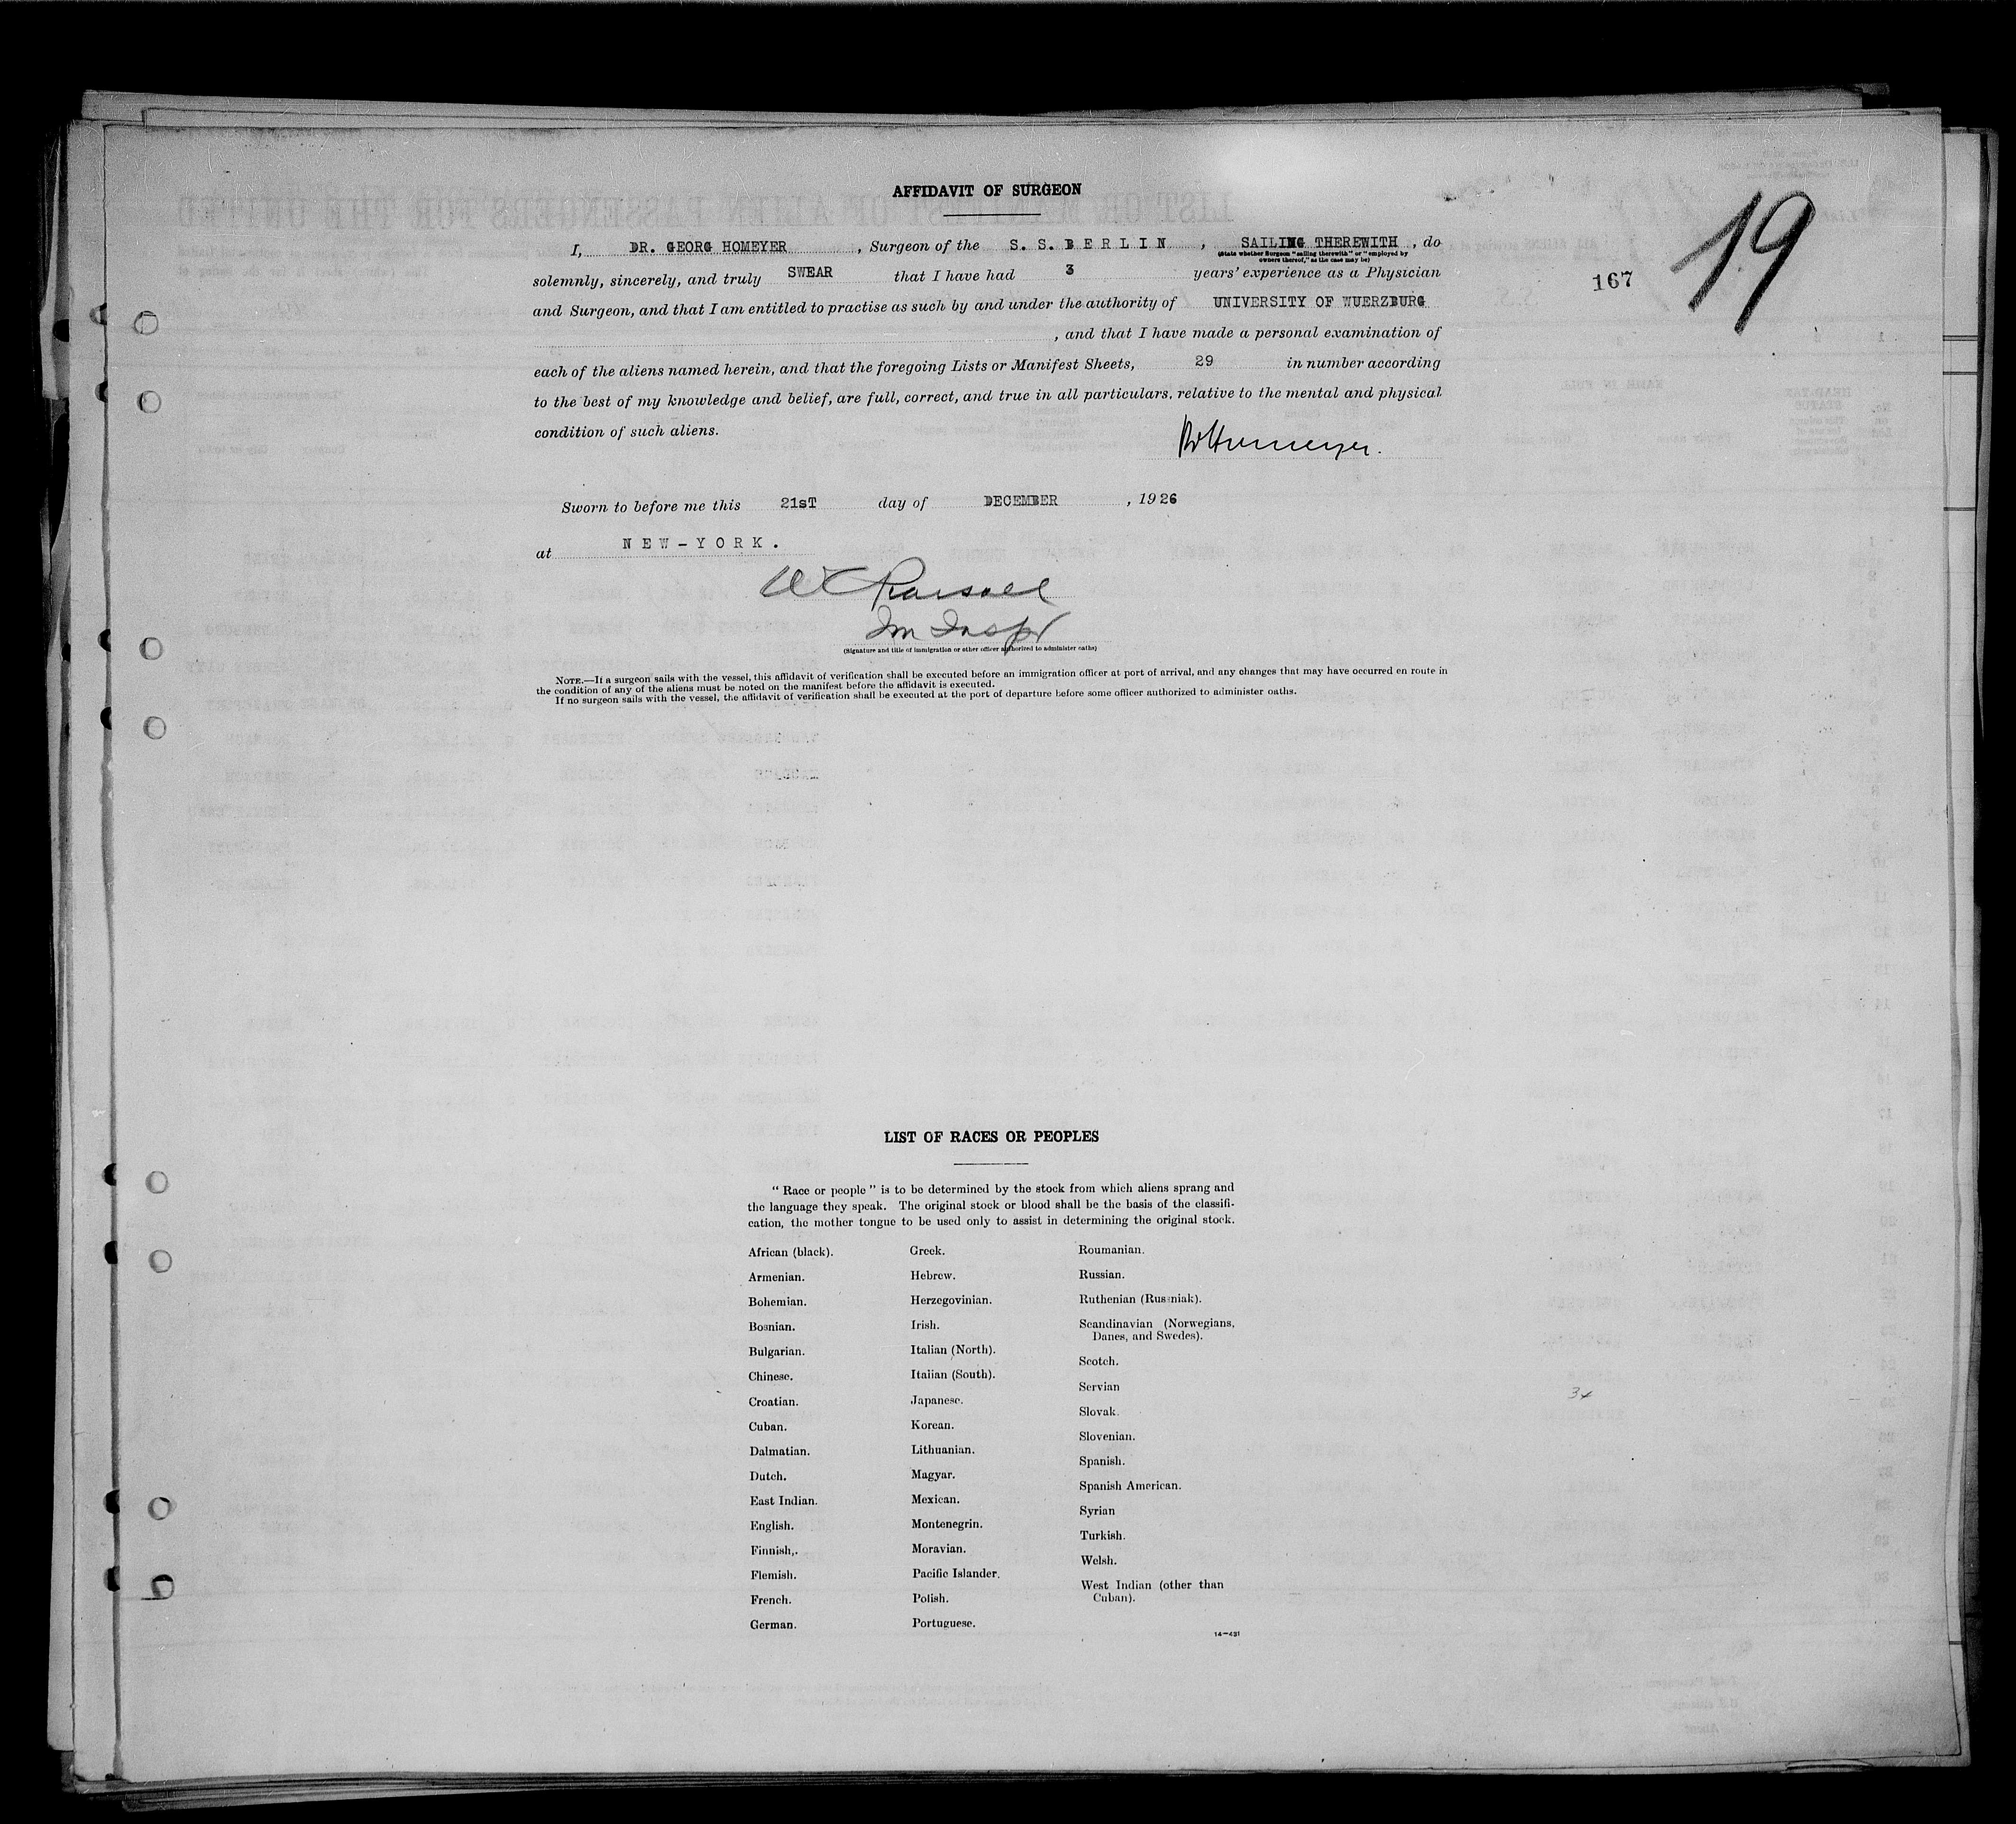 AFFIDAVIT OF SURGEON
19
167
I, DR. GEORG HOMEYER , Surgeon of the S. S. B E R L I N , SAILING THEREWITH , do
(State whether Surgeon "sailing therewith" or "employed by
owners thereof," as the case may be)
solemnly, sincerely, and truly SWEAR that I have had 3 years' experience as a Physician
and Surgeon, and that I am entitled to practise as such by and under the authority of UNIVERSITY OF WUERZBURG
, and that I have made a personal examination of
each of the aliens named herein, and that the foregoing Lists or Manifest Sheets, 29 in number according
to the best of my knowledge and belief, are full, correct, and true in all particulars, relative to the mental and physical
condition of such aliens.
Sworn to before me this 21sT day of DECEMBER , 1926
at N E W - Y O R K .
Im Inspr
(Signature and title of immigration or other officer authorized to administer oaths)
NOTE.—If a surgeon sails with the vessel, this affidavit of verification shall be executed before an immigration officer at port of arrival, and any changes that may have occurred en route in
the condition of any of the aliens must be noted on the manifest before the affidavit is executed.
If no surgeon sails with the vessel, the affidavit of verification shall be executed at the port of departure before some officer authorized to administer oaths.
LIST OF RACES OR PEOPLES
" Race or people " is to be determined by the stock from which aliens sprang and
the language they speak. The original stock or blood shall be the basis of the classifi-
cation, the mother tongue to be used only to assist in determining the original stock.
African (black).
Armenian.
Bohemian.
Bosnian.
Bulgarian.
Chinese.
Croatian.
Cuban.
Dalmatian.
Dutch.
East Indian.
English.
Finnish,.
Flemish.
French.
German.
Greek.
Hebrew.
Herzegovinian.
Irish.
Italian (North).
Italian (South).
Japanese.
Korean.
Lithuanian.
Magyar.
Mexican.
Montenegrin.
Moravian.
Pacific Islander.
Polish.
Portuguese.
Roumanian.
Russian.
Ruthenian (Russniak).
Scandinavian (Norwegians,
Danes, and Swedes).
Scotch.
Servian
Slovak.
Slovenian.
Spanish.
Spanish American.
Syrian
Turkish.
Welsh.
West Indian (other than
Cuban).
14—431